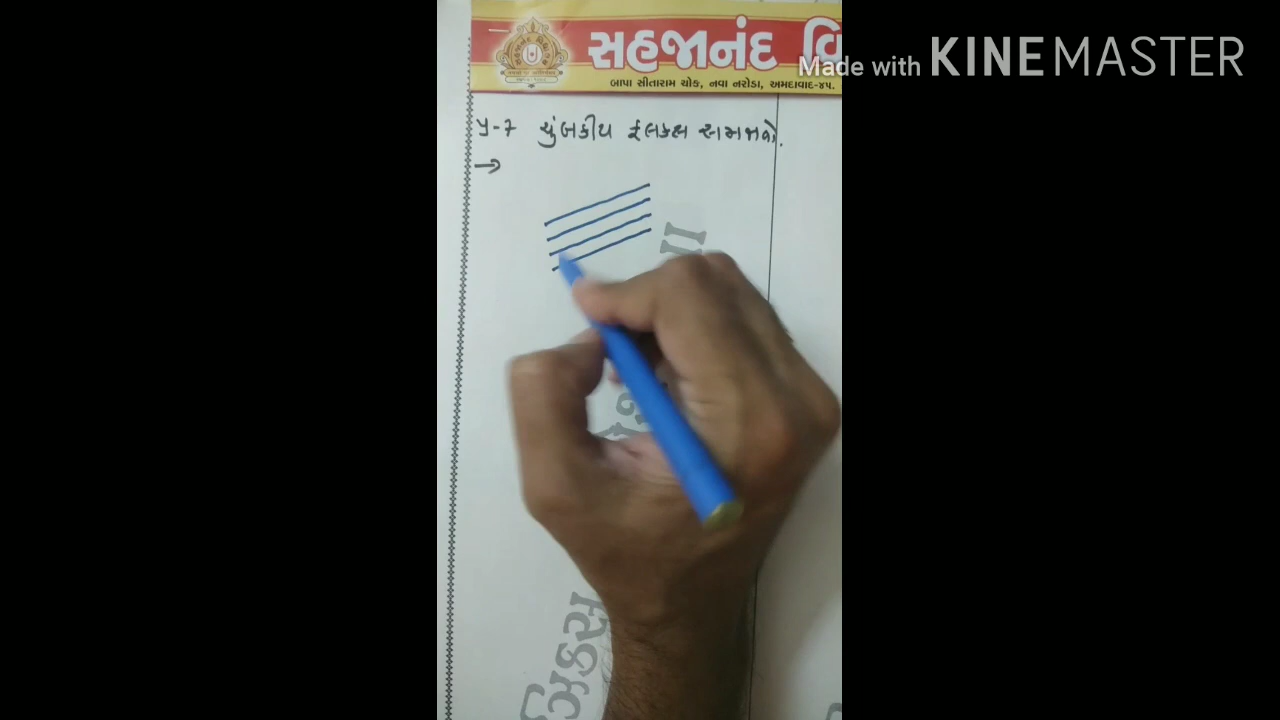 સહજાનંદ વિ
Made with KINEMASTER
બાપા સીતારામ ચોક, નવા નરોડા, અમદાવાદ-૪૫.
પ્ર-7 ચુંબકીય ફલક્સ સમજાવો.
→